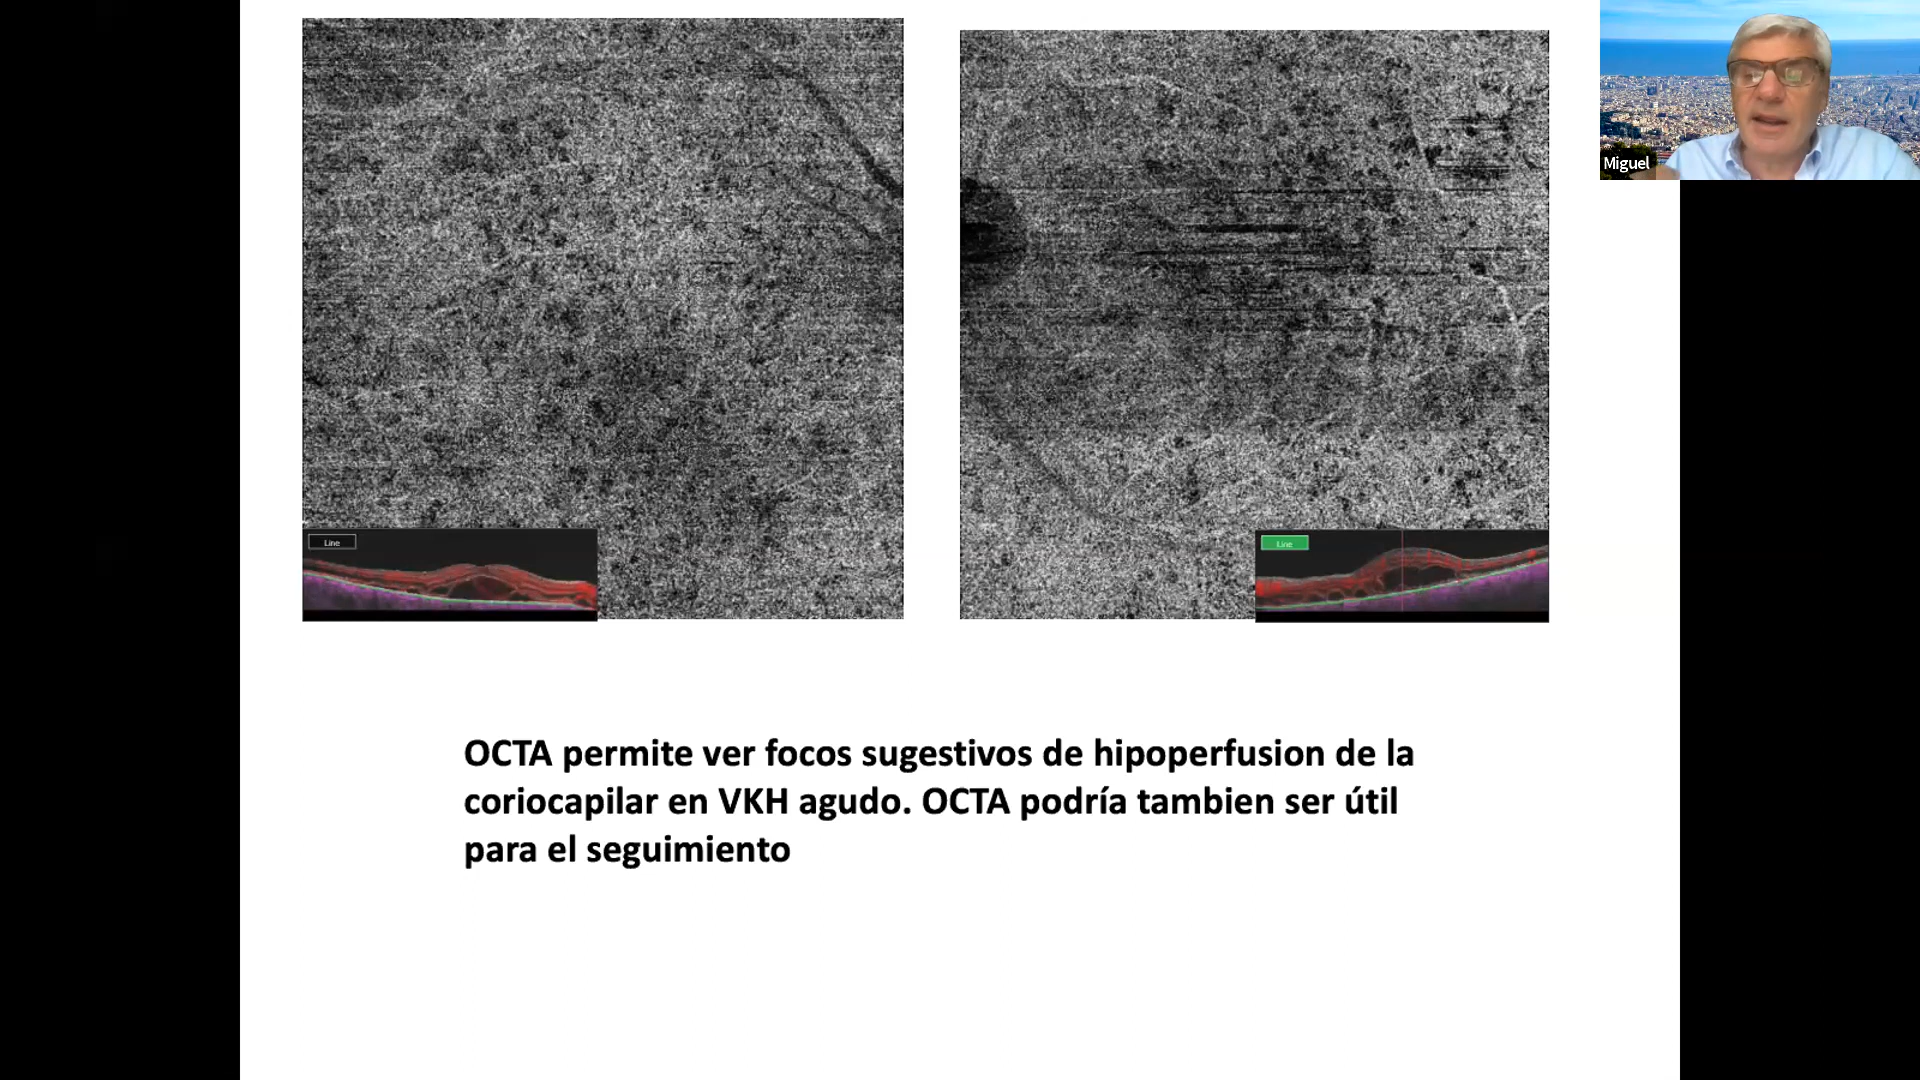 Miguel
Line
Line
OCTA permite ver focos sugestivos de hipoperfusion de la
coriocapilar en VKH agudo. OCTA podría tambien ser útil
para el seguimiento